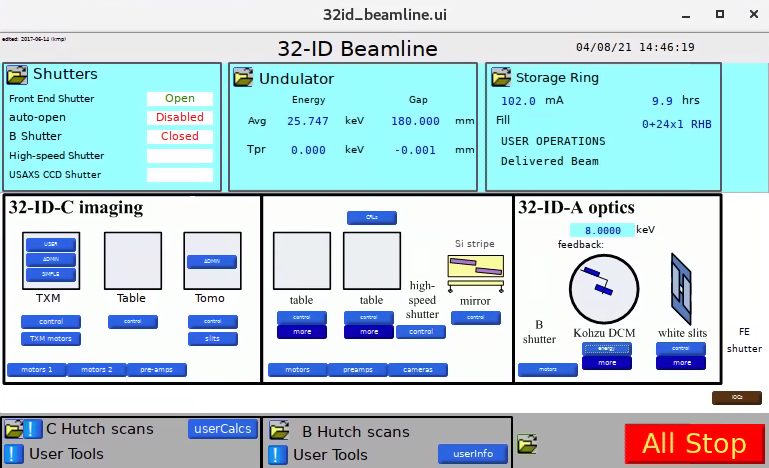 32id_beamline.ui
edited: 2017-06-14 (kmp)
32-ID Beamline
04/08/21 14:46:19
Shutters
Front End Shutter Open
auto-open Disabled
B Shutter Closed
High-speed Shutter
USAXS CCD Shutter
Undulator
Energy Gap
Avg 25.747 keV 180.000 mm
Tpr 0.000 keV -0.001 mm
Storage Ring
102.0 mA 9.9 hrs
Fill 0+24x1 RHB
USER OPERATIONS
Delivered Beam
32-ID-C imaging
USER
ADMIN
SIMPLE
ADMIN
TXM Table Tomo
control control control
TXM motors slits
motors 1 motors 2 pre-amps
CRLs
Si stripe
table table high-speed shutter mirror
control control control control
more more
motors preamps cameras
32-ID-A optics
8.0000 keV
feedback:
B shutter
Kohzu DCM white slits
energy control
more more
motors
FE shutter
IOCs
C Hutch scans userCalcs
User Tools
B Hutch scans
User Tools userInfo
All Stop